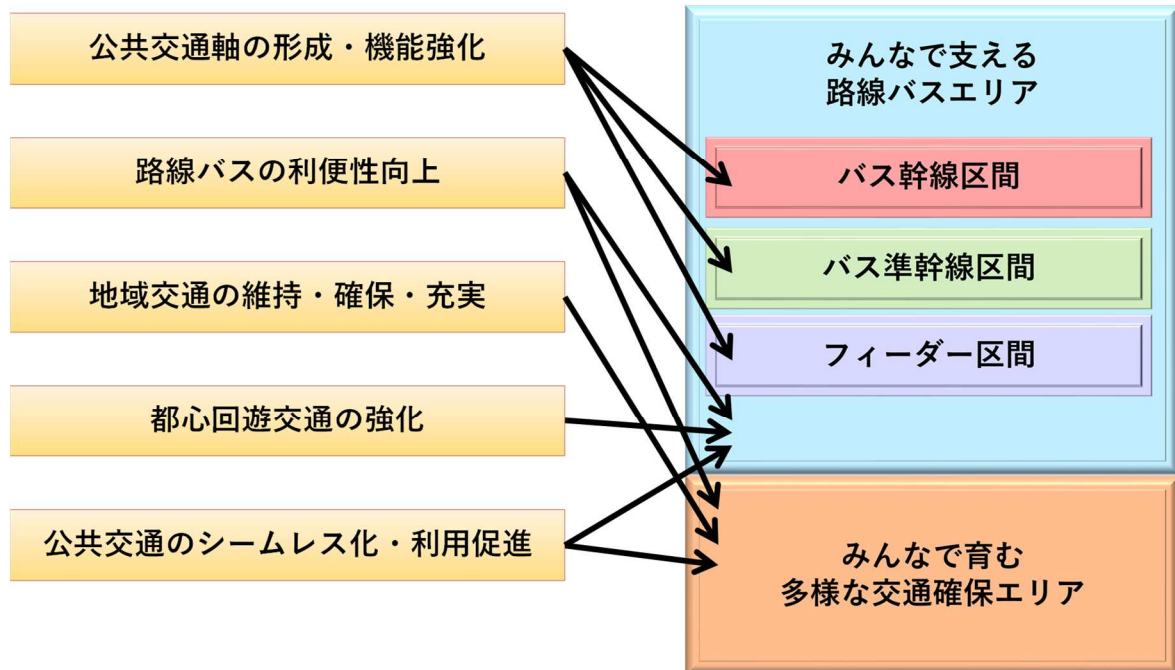 公共交通軸の形成・機能強化
路線バスの利便性向上
地域交通の維持・確保・充実
都心回遊交通の強化
公共交通のシームレス化・利用促進
みんなで支える
路線バスエリア
バス幹線区間
バス準幹線区間
フィーダー区間
みんなで育む
多様な交通確保エリア